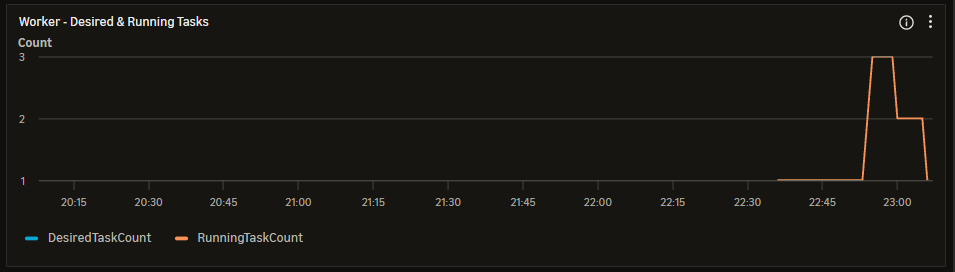 Worker - Desired & Running Tasks
Count
3
2
1
20:15 20:30 20:45 21:00 21:15 21:30 21:45 22:00 22:15 22:30 22:45 23:00
DesiredTaskCount RunningTaskCount